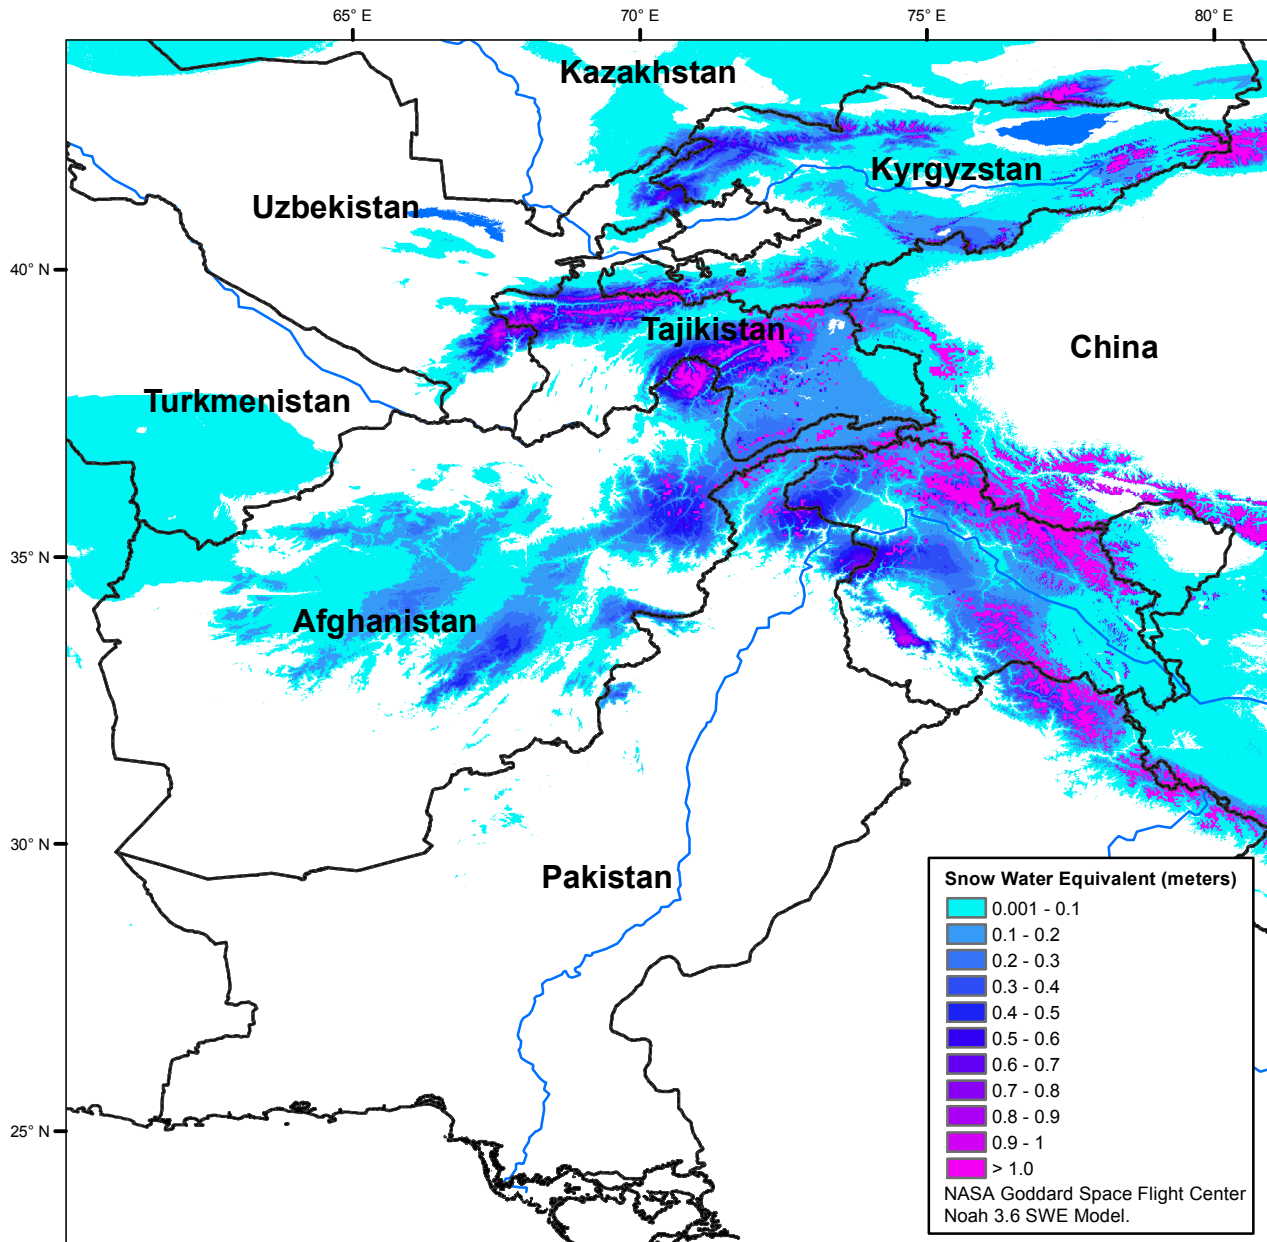 65° E 70° E 75° E 80° E
Kazakhstan
Kyrgyzstan
Uzbekistan
40° N
Tajikistan
China
Turkmenistan
35° N
Afghanistan
30° N
Pakistan
25° N
Snow Water Equivalent (meters)
0.001 - 0.1
0.1 - 0.2
0.2 - 0.3
0.3 - 0.4
0.4 - 0.5
0.5 - 0.6
0.6 - 0.7
0.7 - 0.8
0.8 - 0.9
0.9 - 1
> 1.0
NASA Goddard Space Flight Center
Noah 3.6 SWE Model.